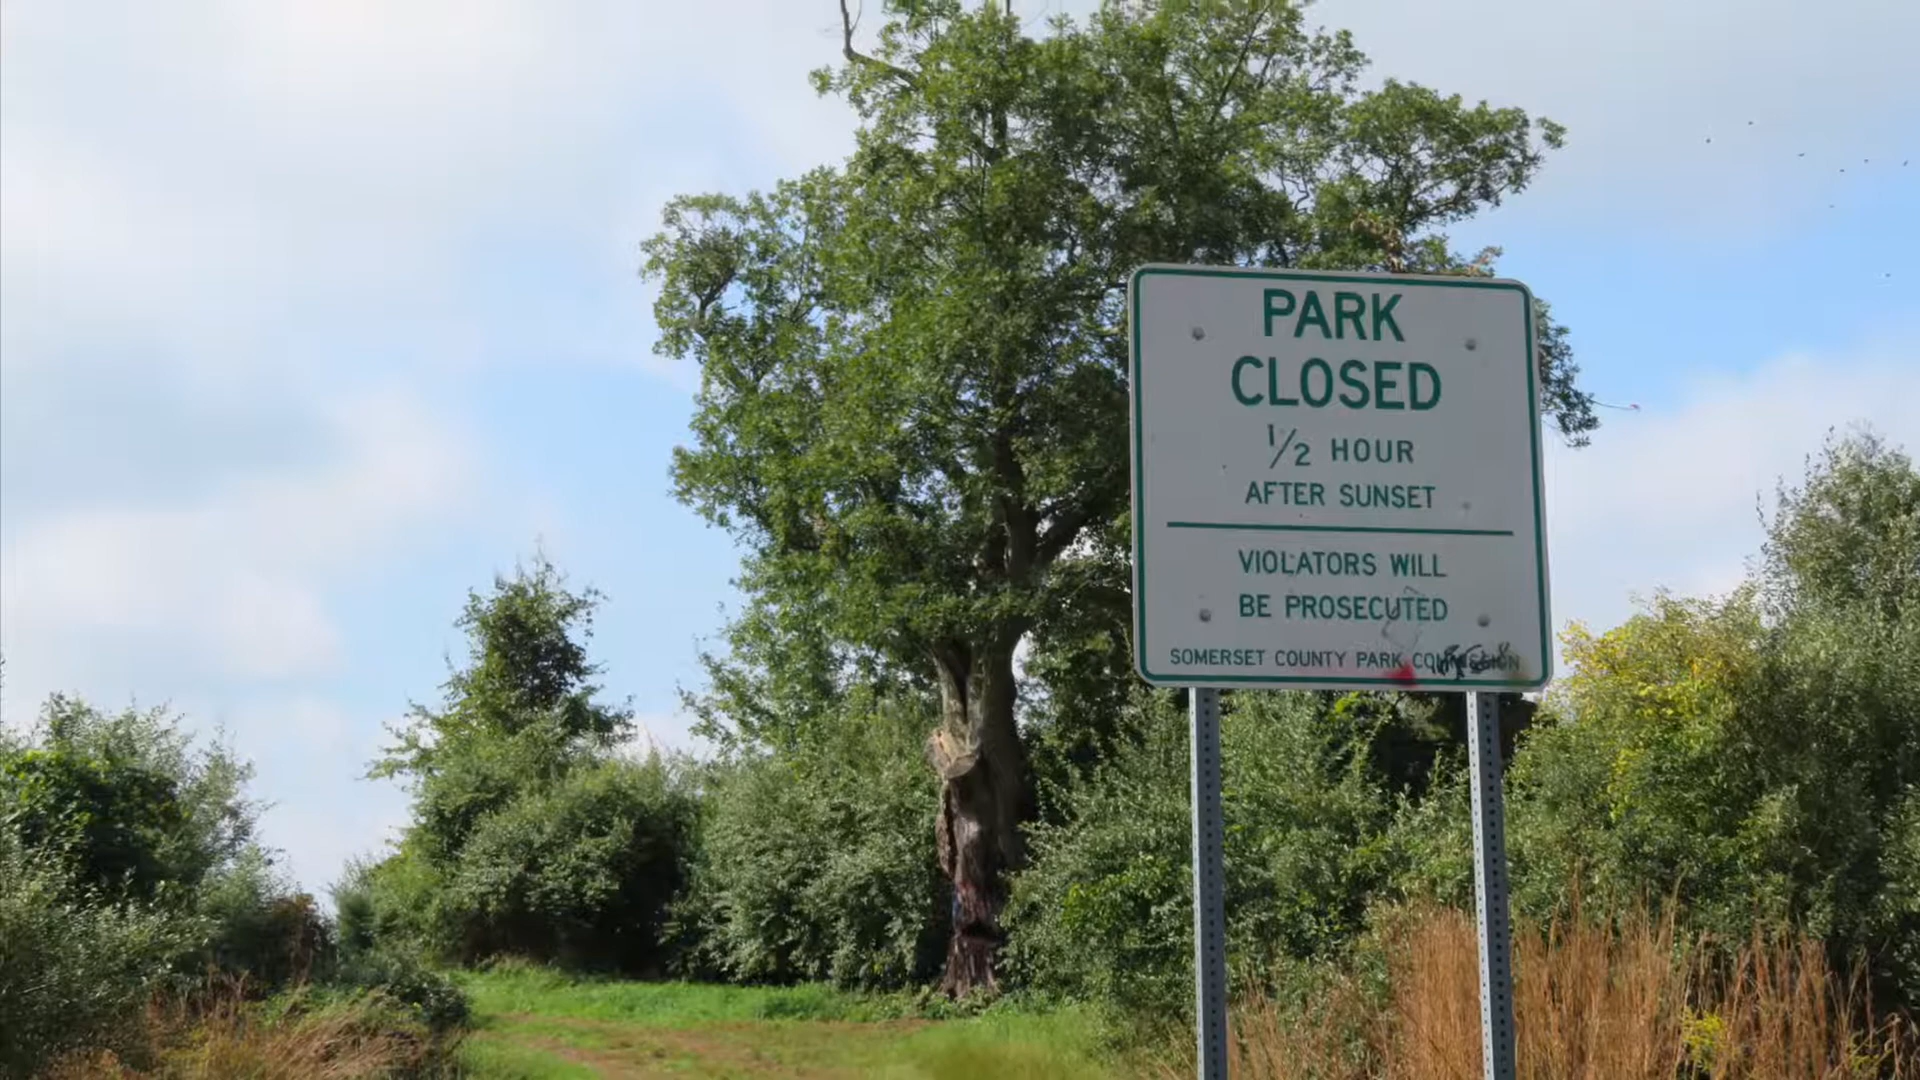 PARK
CLOSED
1/2 HOUR
AFTER SUNSET
VIOLATORS WILL
BE PROSECUTED
SOMERSET COUNTY PARK COMMISSION